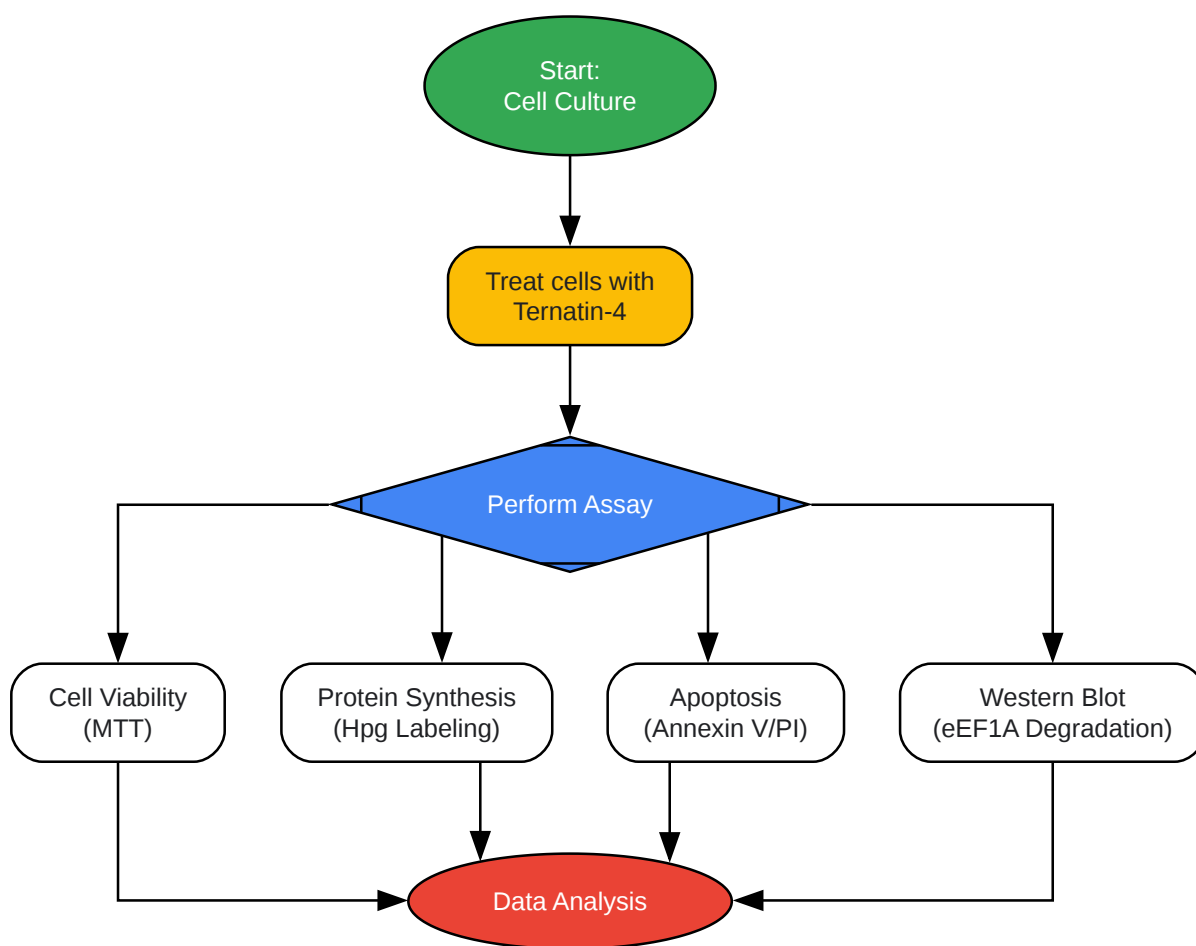 Start:
Cell Culture
Treat cells with
Ternatin-4
Perform Assay
Cell Viability
(MTT)
Protein Synthesis
(Hpg Labeling)
Apoptosis
(Annexin V/PI)
Western Blot
(eEF1A Degradation)
Data Analysis